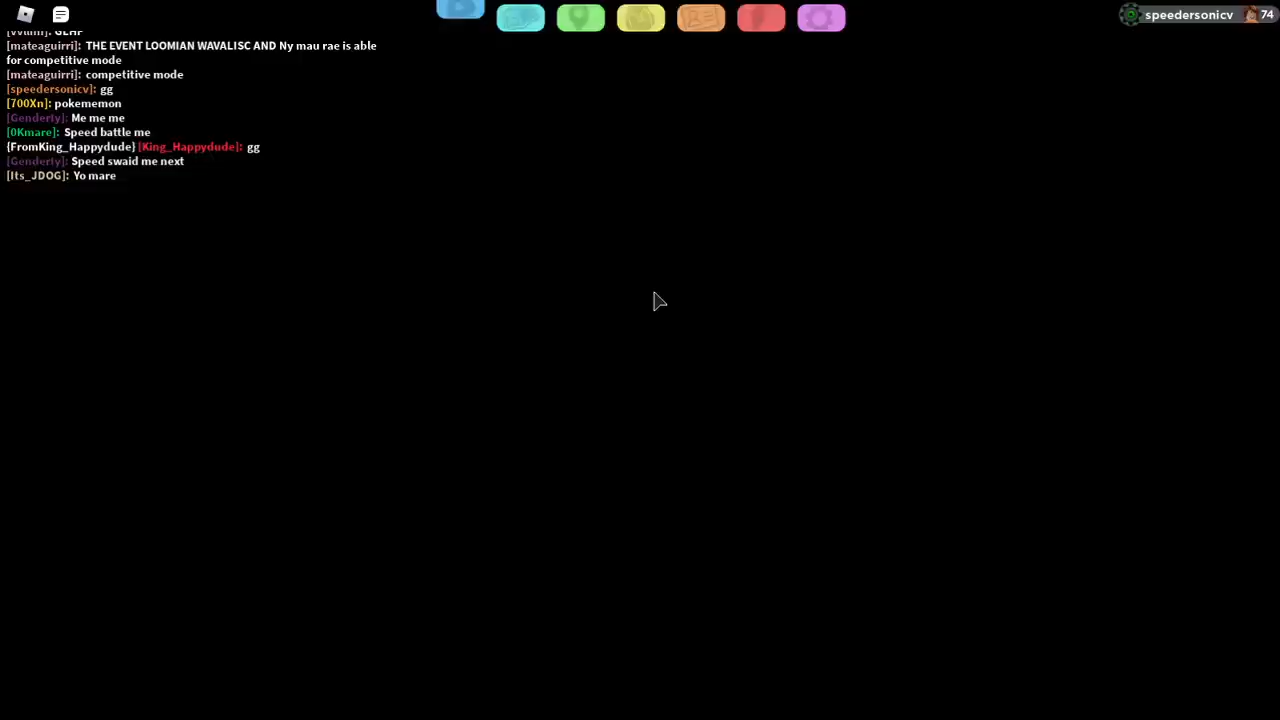 speedersonicv 74
[mateaguirri]: THE EVENT LOOMIAN WAVALISC AND Ny mau rae is able
for competitive mode
[mateaguirri]: competitive mode
[speedersonicv]: gg
[700Xn]: pokememon
[Genderly]: Me me me
[0Kmare]: Speed battle me
{FromKing_Happydude} [King_Happydude]: gg
[Genderly]: Speed swaid me next
[Its_JDOG]: Yo mare